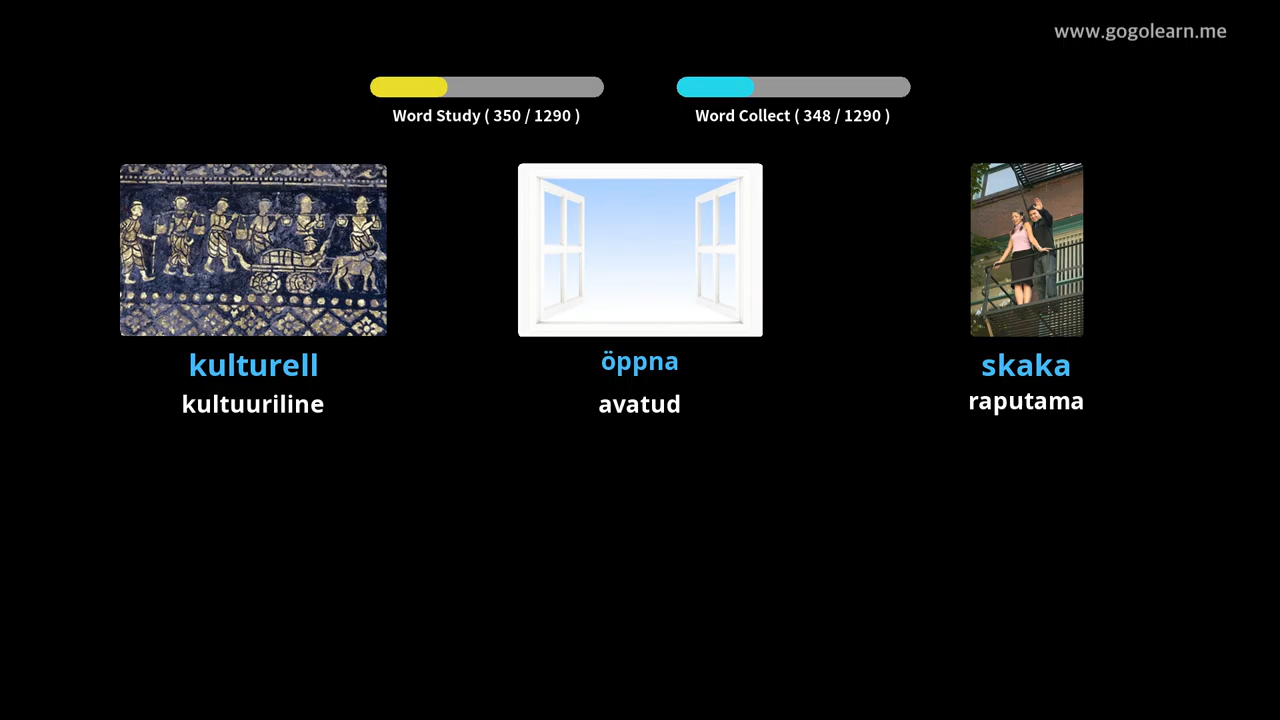 www.gogolearn.me
Word Study ( 350 / 1290 )
Word Collect ( 348 / 1290 )
kulturell
kultuuriline
öppna
avatud
skaka
raputama